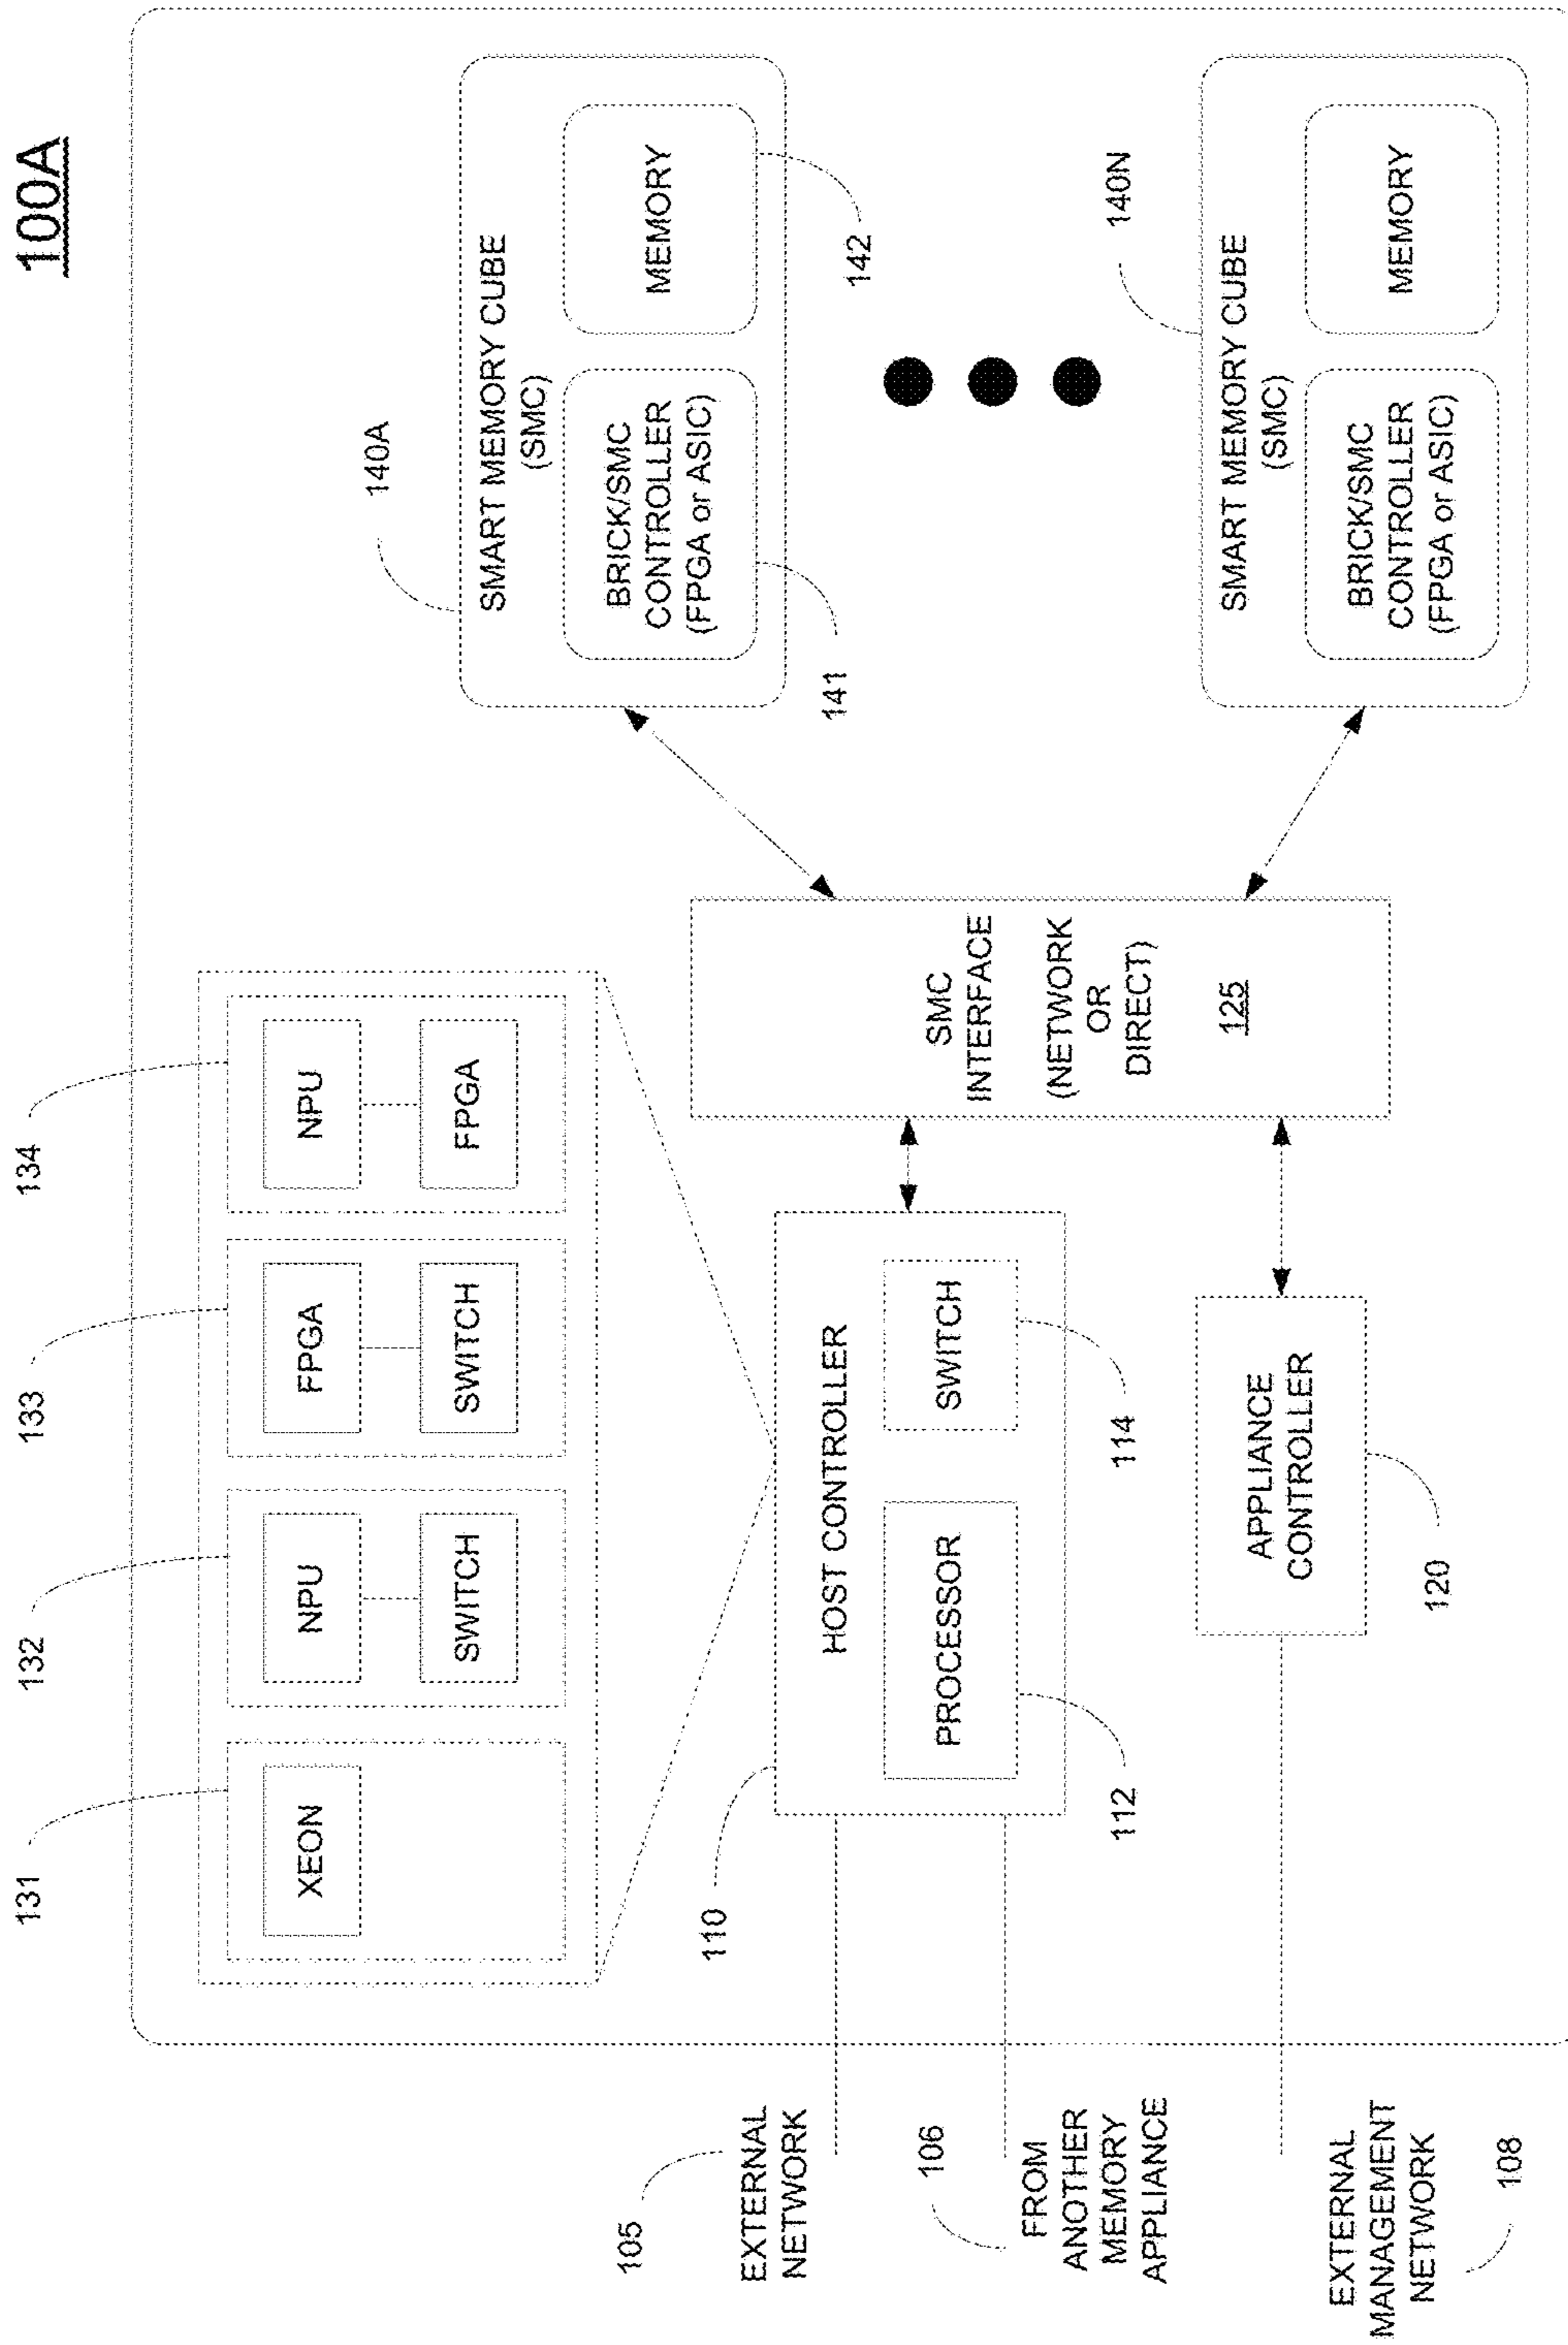 100A
131
132
133
134
XEON
NPU
SWITCH
FPGA
SWITCH
NPU
FPGA
105
EXTERNAL
NETWORK
106
FROM
ANOTHER
MEMORY
APPLIANCE
EXTERNAL
MANAGEMENT
NETWORK
108
110
HOST CONTROLLER
PROCESSOR
SWITCH
112
114
APPLIANCE
CONTROLLER
120
SMC
INTERFACE
(NETWORK
OR
DIRECT)
125
140A
SMART MEMORY CUBE
(SMC)
BRICK/SMC
CONTROLLER
(FPGA or ASIC)
MEMORY
141
142
140N
SMART MEMORY CUBE
(SMC)
BRICK/SMC
CONTROLLER
(FPGA or ASIC)
MEMORY